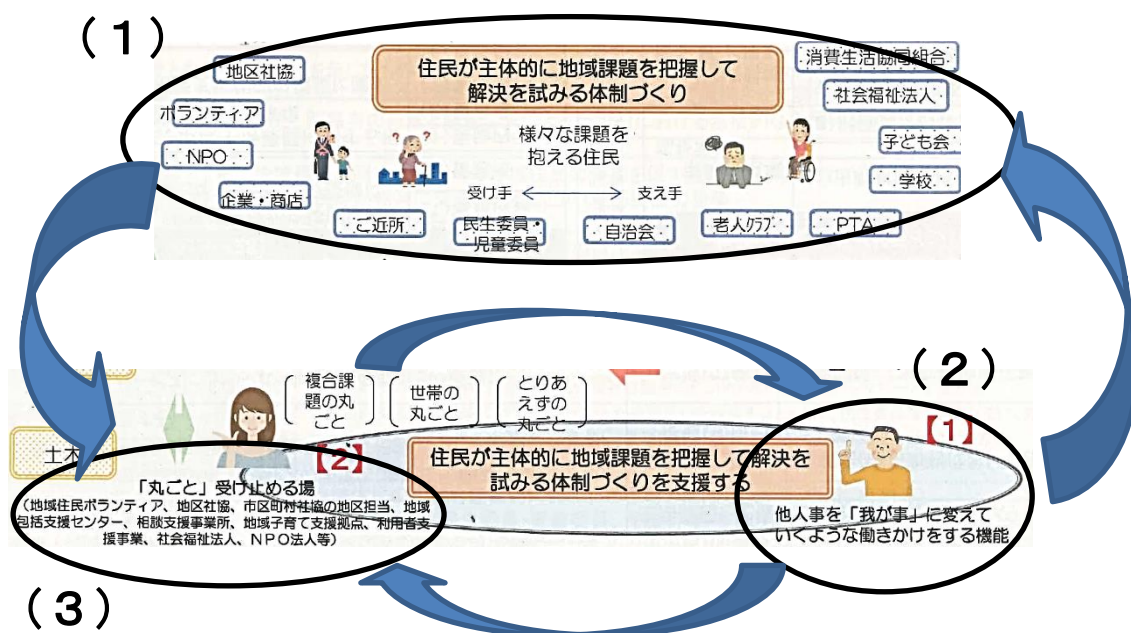 （１）
地区社協
ボランティア
NPO
企業・商店
住民が主体的に地域課題を把握して
解決を試みる体制づくり
様々な課題を
抱える住民
受け手
支え手
消費生活協同組合
社会福祉法人
子ども会
学校
ご近所
民生委員・
児童委員
自治会
老人クラブ
PTA
複合課
題の丸
ごと
世帯の
丸ごと
とりあ
えずの
丸ごと
（２）
【１】
土木
【２】
住民が主体的に地域課題を把握して解決を
試みる体制づくりを支援する
「丸ごと」受け止める場
（地域住民ボランティア、地区社協、市区町村社協の地区担当、地域
包括支援センター、相談支援事業所、地域子育て支援拠点、利用者支
援事業、社会福祉法人、ＮＰＯ法人等）
他人事を「我が事」に変えて
いくような働きかけをする機能
（３）